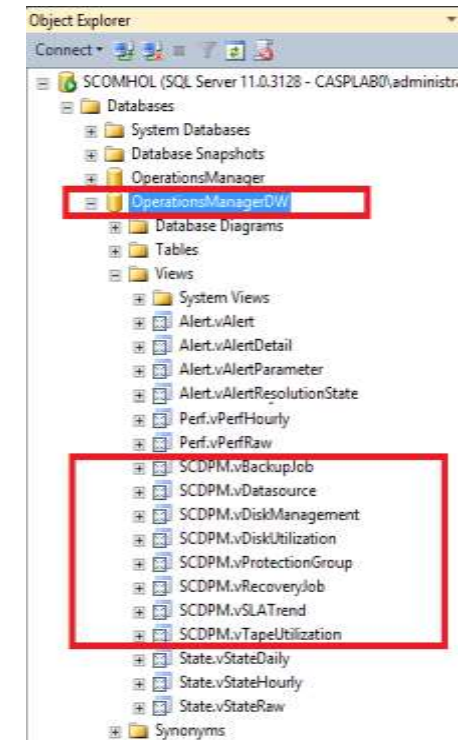 Object Explorer
Connect
SCOMHOL (SQL Server 11.0.3128 - CASPLAB0\administra
Databases
System Databases
Database Snapshots
OperationsManager
OperationsManagerDW
Database Diagrams
Tables
Views
System Views
Alert.vAlert
Alert.vAlertDetail
Alert.vAlertParameter
Alert.vAlertResolutionState
Perf.vPerfHourly
Perf.vPerfRaw
SCDPM.vBackupJob
SCDPM.vDatasource
SCDPM.vDiskManagement
SCDPM.vDiskUtilization
SCDPM.vProtectionGroup
SCDPM.vRecoveryJob
SCDPM.vSLATrend
SCDPM.vTapeUtilization
State.vStateDaily
State.vStateHourly
State.vStateRaw
Synonyms